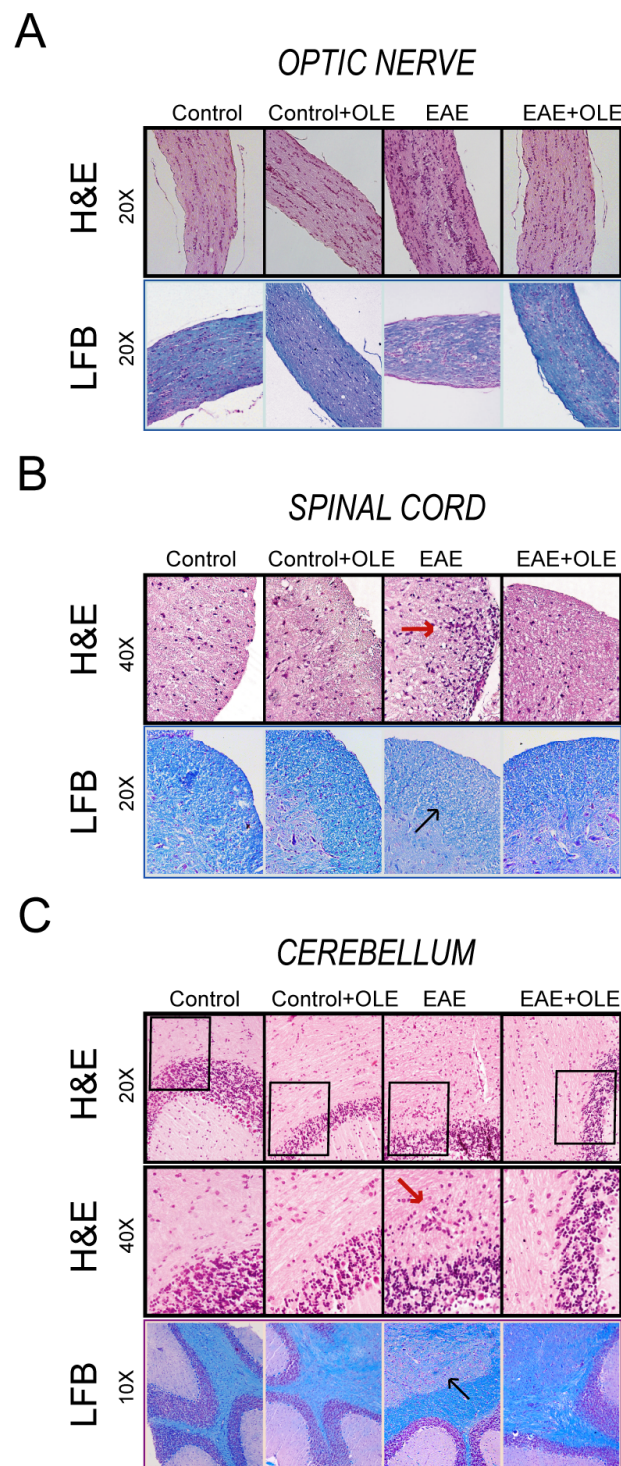 A
OPTIC NERVE
Control Control+OLE EAE EAE+OLE
H&E 20X
LFB 20X
B
SPINAL CORD
Control Control+OLE EAE EAE+OLE
H&E 40X
LFB 20X
C
CEREBELLUM
Control Control+OLE EAE EAE+OLE
H&E 20X
H&E 40X
LFB 10X